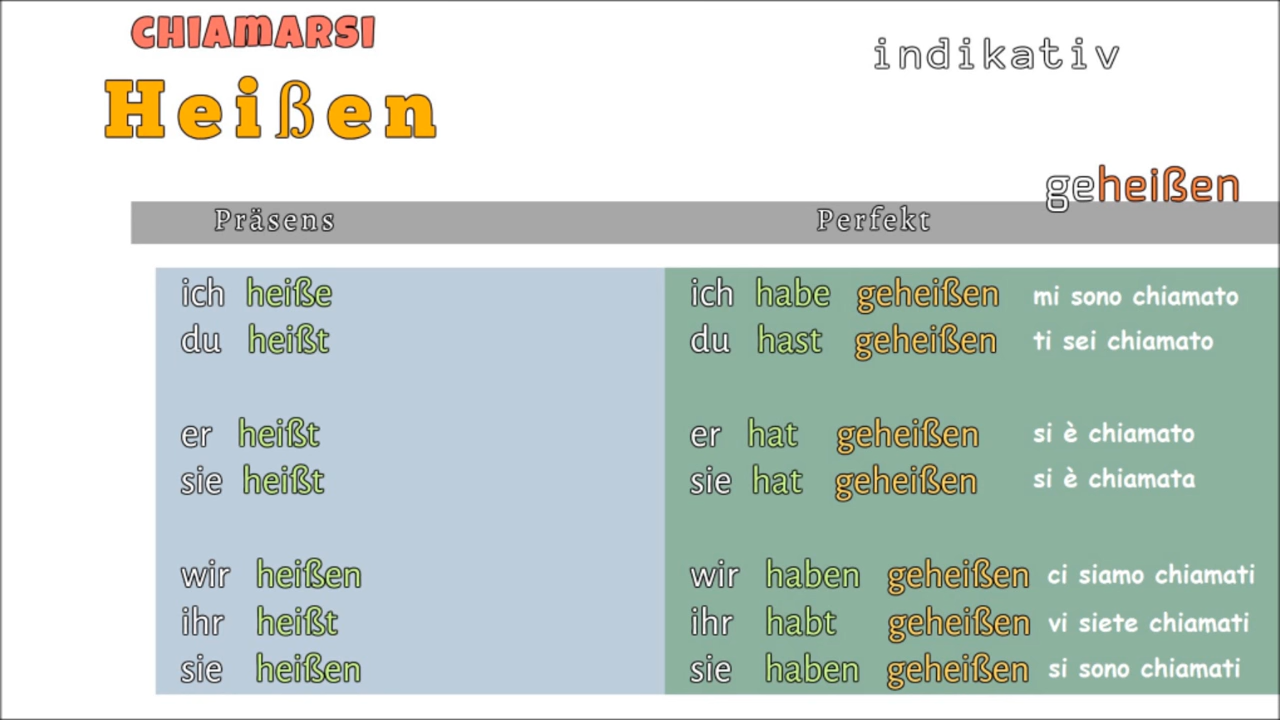 CHIAMARSI
indikativ
Heißen
geheißen
Präsens Perfekt
ich heiße ich habe geheißen mi sono chiamato
du heißt du hast geheißen ti sei chiamato
er heißt er hat geheißen si è chiamato
sie heißt sie hat geheißen si è chiamata
wir heißen wir haben geheißen ci siamo chiamati
ihr heißt ihr habt geheißen vi siete chiamati
sie heißen sie haben geheißen si sono chiamati